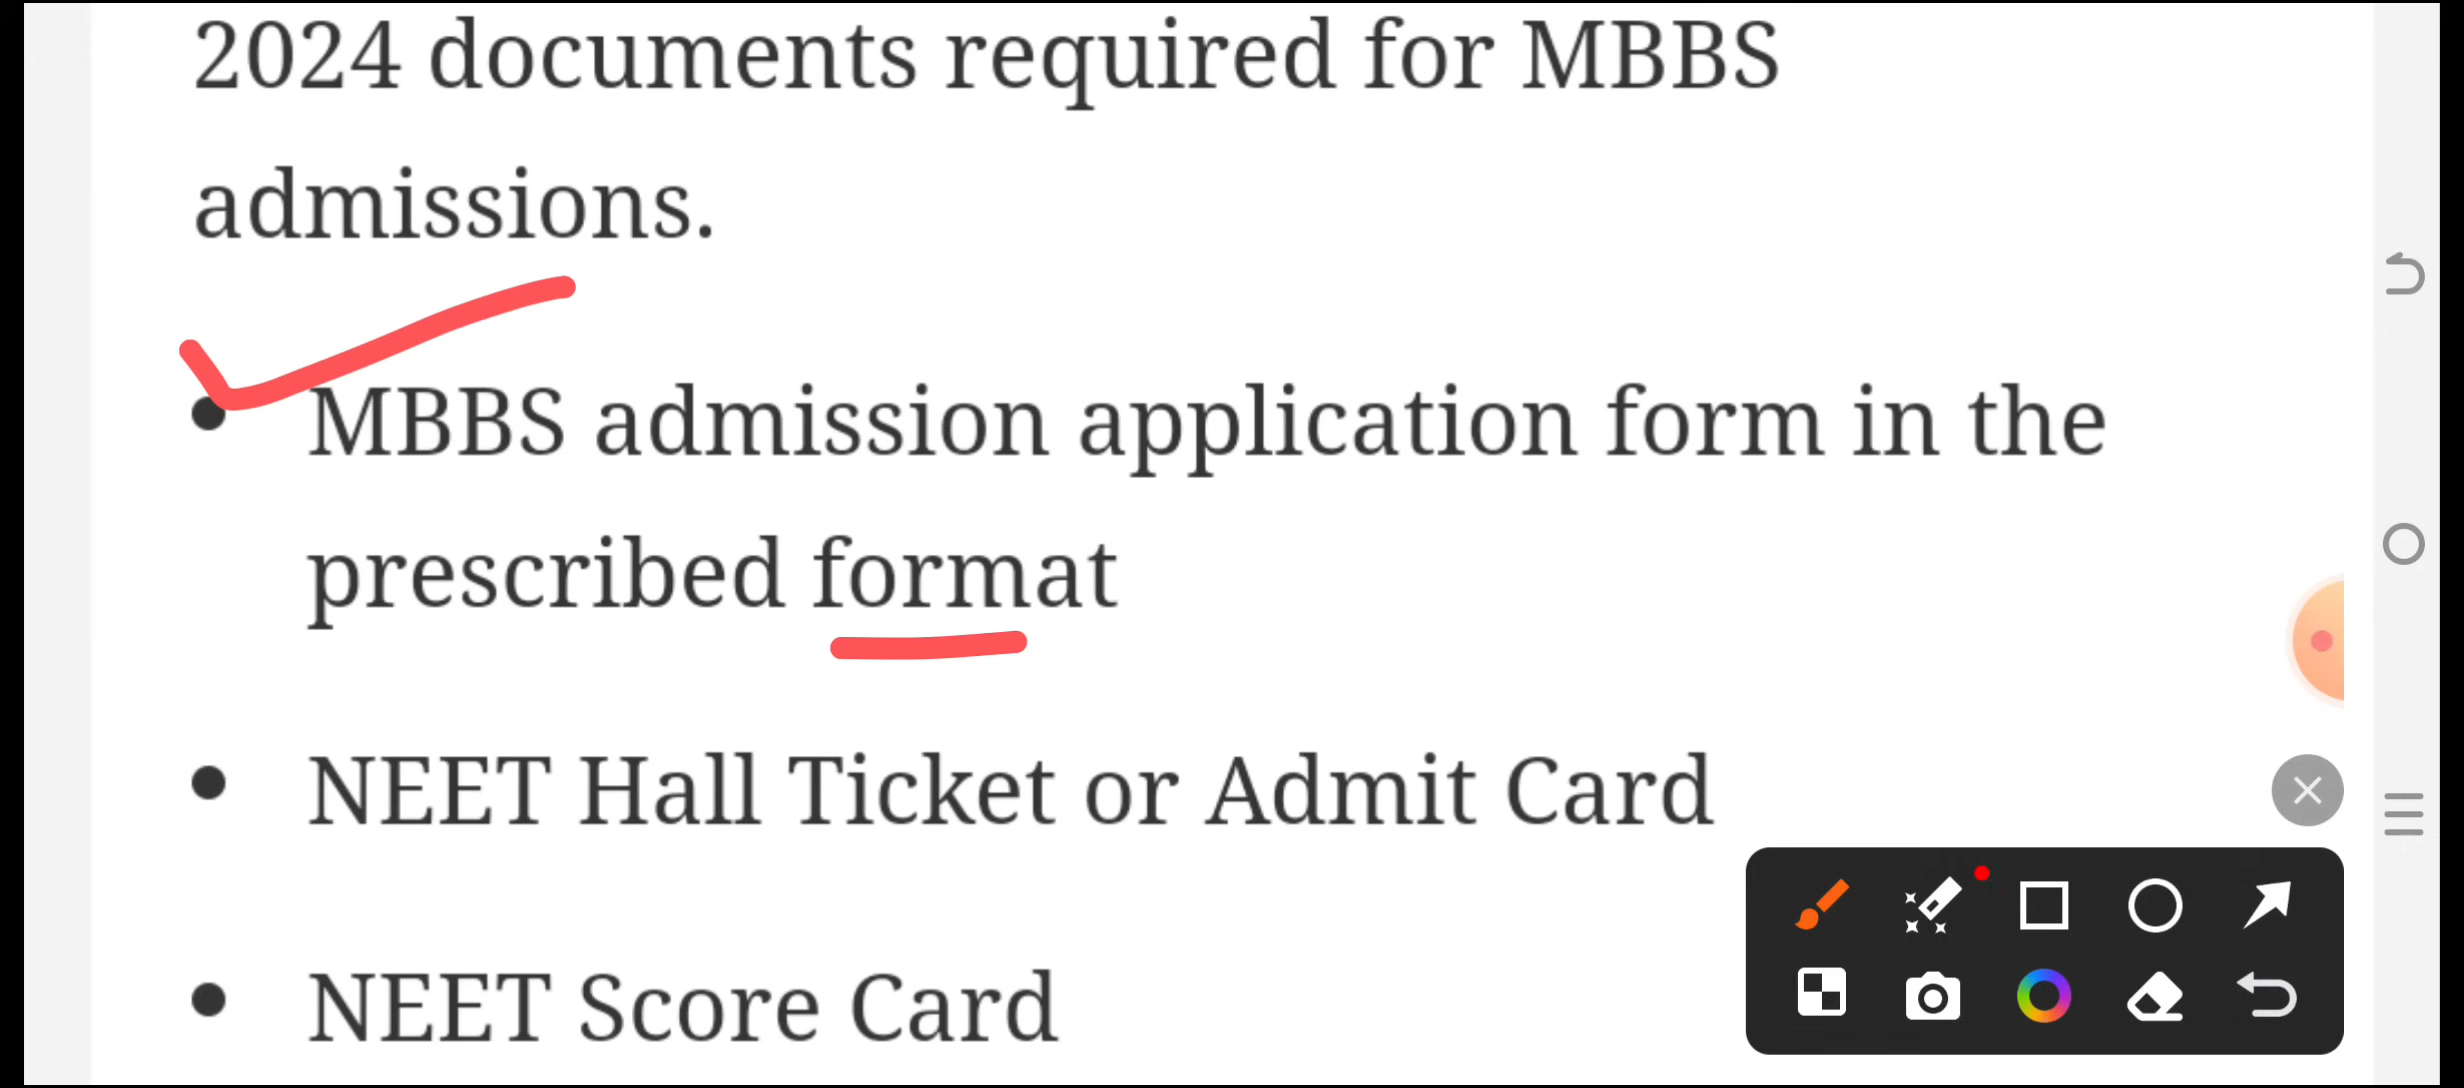 2024 documents required for MBBS
admissions.
• MBBS admission application form in the
prescribed format
• NEET Hall Ticket or Admit Card
• NEET Score Card